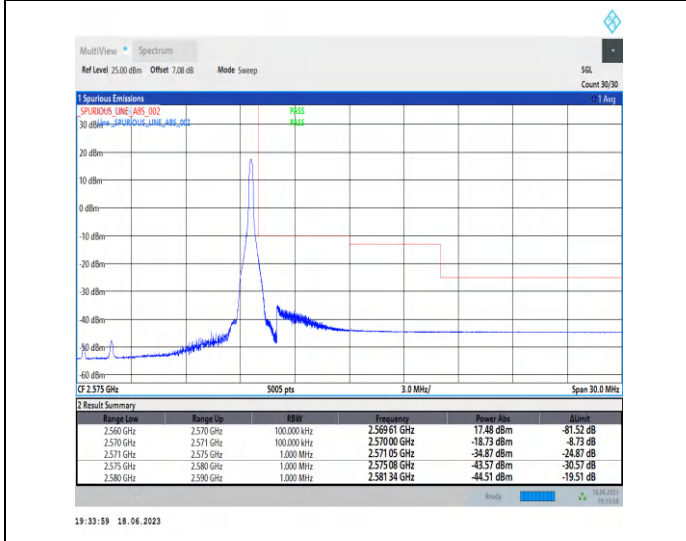 MultiView Spectrum
Ref Level 25.00 dBm Offset 7.08 dB Mode Sweep SGL
Count 30/30
1 Spurious Emissions 1 Avg
_SPURIOUS_LINE_ABS_002 PASS
30 dBm Line _SPURIOUS_LINE_ABS_002 PASS
20 dBm
10 dBm
0 dBm
-10 dBm
-20 dBm
-30 dBm
-40 dBm
-50 dBm
-60 dBm
CF 2.575 GHz 5005 pts 3.0 MHz/ Span 30.0 MHz
2 Result Summary
Range Low Range Up RBW Frequency Power Abs ΔLimit
2.560 GHz 2.570 GHz 100.000 kHz 2.569 61 GHz 17.48 dBm -81.52 dB
2.570 GHz 2.571 GHz 100.000 kHz 2.570 00 GHz -18.73 dBm -8.73 dB
2.571 GHz 2.575 GHz 1.000 MHz 2.571 05 GHz -34.87 dBm -24.87 dB
2.575 GHz 2.580 GHz 1.000 MHz 2.575 08 GHz -43.57 dBm -30.57 dB
2.580 GHz 2.590 GHz 1.000 MHz 2.581 34 GHz -44.51 dBm -19.51 dB
Ready 18.06.2023
19:33:58
19:33:59 18.06.2023